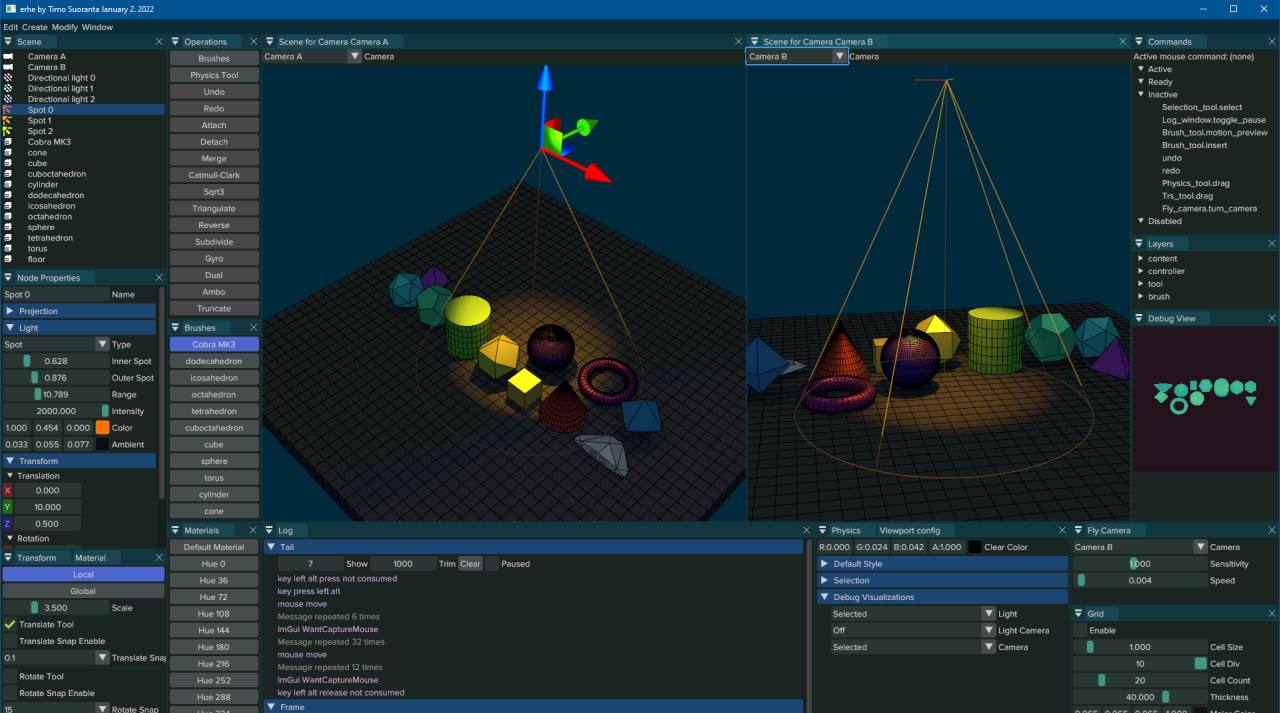 erhe by Timo Suoranta January 2. 2022
Edit Create Modify Window
Scene
Camera A
Camera B
Directional light 0
Directional light 1
Directional light 2
Spot 0
Spot 1
Spot 2
Cobra MK3
cone
cube
cuboctahedron
cylinder
dodecahedron
icosahedron
octahedron
sphere
tetrahedron
torus
floor
Node Properties
Spot 0 Name
Projection
Light
Spot Type
0.628 Inner Spot
0.876 Outer Spot
10.789 Range
2000.000 Intensity
1.000 0.454 0.000 Color
0.033 0.055 0.077 Ambient
Transform
Translation
X 0.000
Y 10.000
Z 0.500
Rotation
Transform Material
Local
Global
3.500 Scale
Translate Tool
Translate Snap Enable
0.1 Translate Snap
Rotate Tool
Rotate Snap Enable
15 Rotate Snap
Operations
Brushes
Physics Tool
Undo
Redo
Attach
Detach
Merge
Catmull-Clark
Sqrt3
Triangulate
Reverse
Subdivide
Gyro
Dual
Ambo
Truncate
Brushes
Cobra MK3
dodecahedron
icosahedron
octahedron
tetrahedron
cuboctahedron
cube
sphere
torus
cylinder
cone
Materials
Default Material
Hue 0
Hue 36
Hue 72
Hue 108
Hue 144
Hue 180
Hue 216
Hue 252
Hue 288
Scene for Camera Camera A
Camera A Camera
Scene for Camera Camera B
Camera B Camera
Log
Tail
7 Show 1000 Trim Clear Paused
key left alt press not consumed
key press left alt
mouse move
Message repeated 6 times
ImGui WantCaptureMouse
Message repeated 32 times
mouse move
Message repeated 12 times
ImGui WantCaptureMouse
key left alt release not consumed
Frame
Physics Viewport config
R:0.000 G:0.024 B:0.042 A:1.000 Clear Color
Default Style
Selection
Debug Visualizations
Selected Light
Off Light Camera
Selected Camera
Commands
Active mouse command: (none)
Active
Ready
Inactive
Selection_tool.select
Log_window.toggle_pause
Brush_tool.motion_preview
Brush_tool.insert
undo
redo
Physics_tool.drag
Trs_tool.drag
Fly_camera.turn_camera
Disabled
Layers
content
controller
tool
brush
Debug View
Fly Camera
Camera B Camera
1.000 Sensitivity
0.004 Speed
Grid
Enable
1.000 Cell Size
10 Cell Div
20 Cell Count
40.000 Thickness